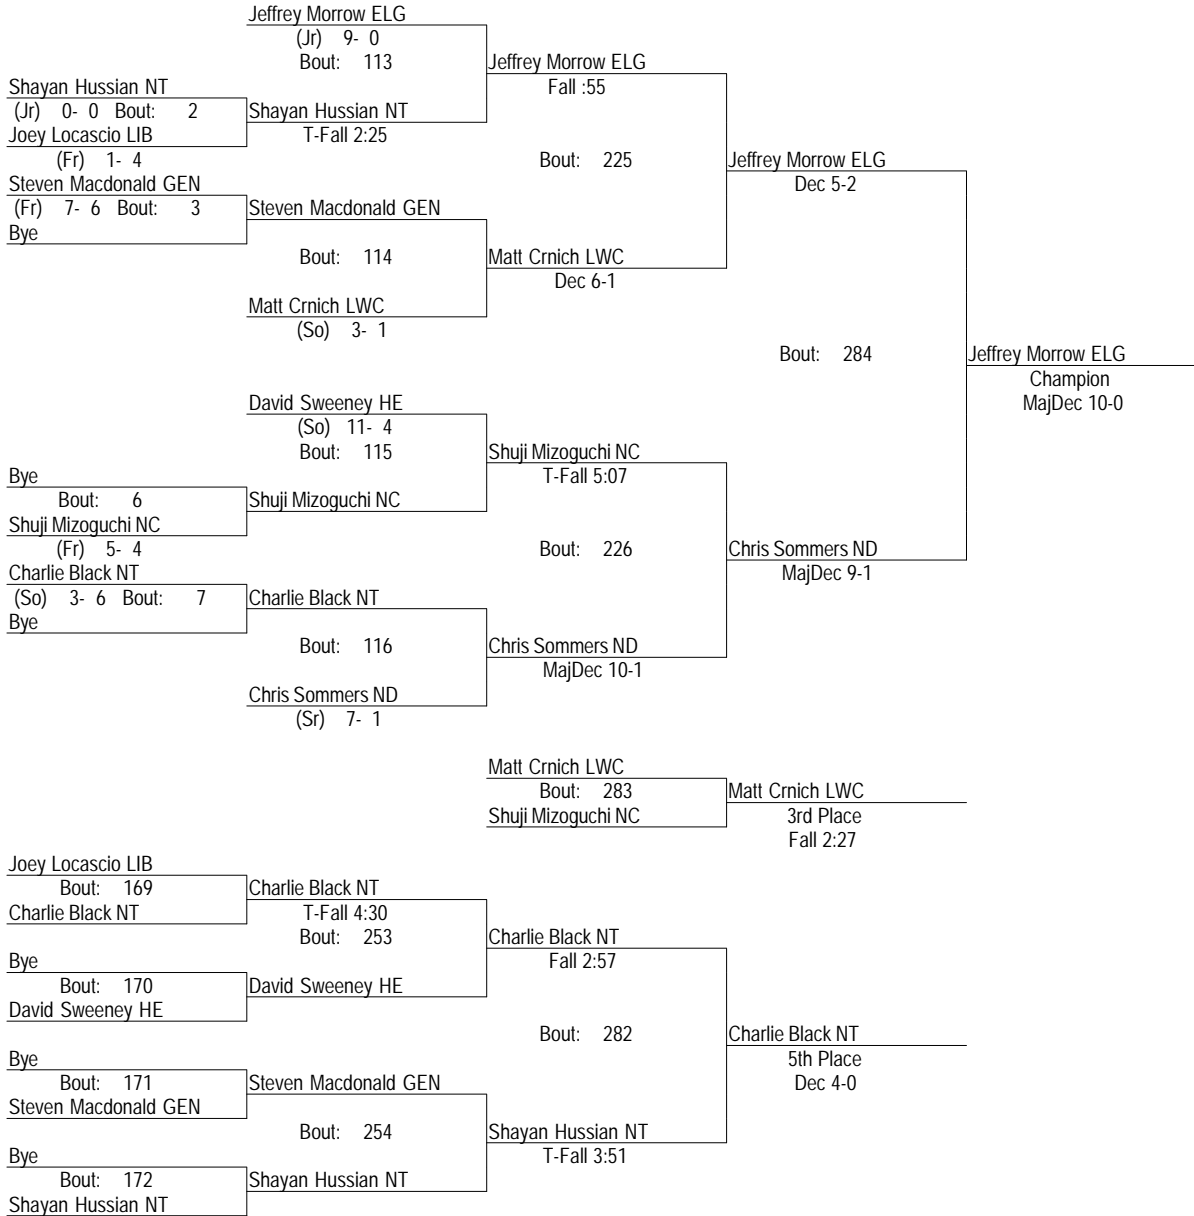 Jeffrey Morrow ELG
(Jr) 9- 0
Bout: 113
Jeffrey Morrow ELG
Fall :55
Shayan Hussian NT
(Jr) 0- 0 Bout: 2
Shayan Hussian NT
Joey Locascio LIB
T-Fall 2:25
(Fr) 1- 4
Bout: 225
Jeffrey Morrow ELG
Dec 5-2
Steven Macdonald GEN
(Fr) 7- 6 Bout: 3
Steven Macdonald GEN
Bye
Bout: 114
Matt Crnich LWC
Dec 6-1
Matt Crnich LWC
(So) 3- 1
Bout: 284
Jeffrey Morrow ELG
Champion
MajDec 10-0
David Sweeney HE
(So) 11- 4
Bout: 115
Shuji Mizoguchi NC
T-Fall 5:07
Bye
Bout: 6
Shuji Mizoguchi NC
Shuji Mizoguchi NC
(Fr) 5- 4
Bout: 226
Chris Sommers ND
MajDec 9-1
Charlie Black NT
(So) 3- 6 Bout: 7
Charlie Black NT
Bye
Bout: 116
Chris Sommers ND
MajDec 10-1
Chris Sommers ND
(Sr) 7- 1
Matt Crnich LWC
Bout: 283
Matt Crnich LWC
Shuji Mizoguchi NC
3rd Place
Fall 2:27
Joey Locascio LIB
Bout: 169
Charlie Black NT
Charlie Black NT
T-Fall 4:30
Bout: 253
Charlie Black NT
Fall 2:57
Bye
Bout: 170
David Sweeney HE
David Sweeney HE
Bout: 282
Charlie Black NT
5th Place
Dec 4-0
Bye
Bout: 171
Steven Macdonald GEN
Steven Macdonald GEN
Bout: 254
Shayan Hussian NT
T-Fall 3:51
Bye
Bout: 172
Shayan Hussian NT
Shayan Hussian NT